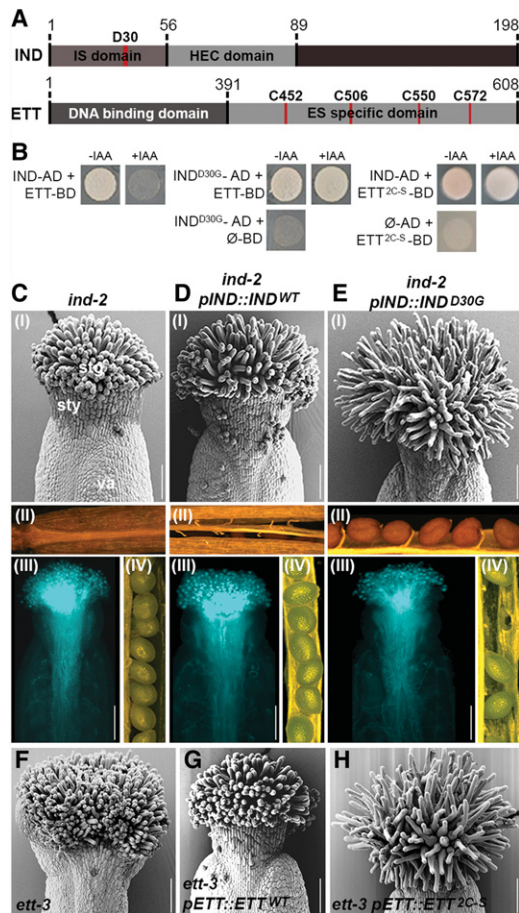 A
1 56 89 198
D30
IND IS domain HEC domain
1 391 608
C452 C506 C550 C572
ETT DNA binding domain ES specific domain
B
-IAA +IAA -IAA +IAA -IAA +IAA
IND-AD + ETT-BD
IND^D30G- AD + ETT-BD
IND^D30G- AD + Ø-BD
IND-AD + ETT^2C-S-BD
Ø-AD + ETT^2C-S-BD
C ind-2
D ind-2 pIND::IND^WT
E ind-2 pIND::IND^D30G
(I) (I) (I)
stg
sty
va
(II) (II) (II)
(III) (IV) (III) (IV) (III) (IV)
F ett-3
G ett-3 pETT::ETT^WT
H ett-3 pETT::ETT^2C-S